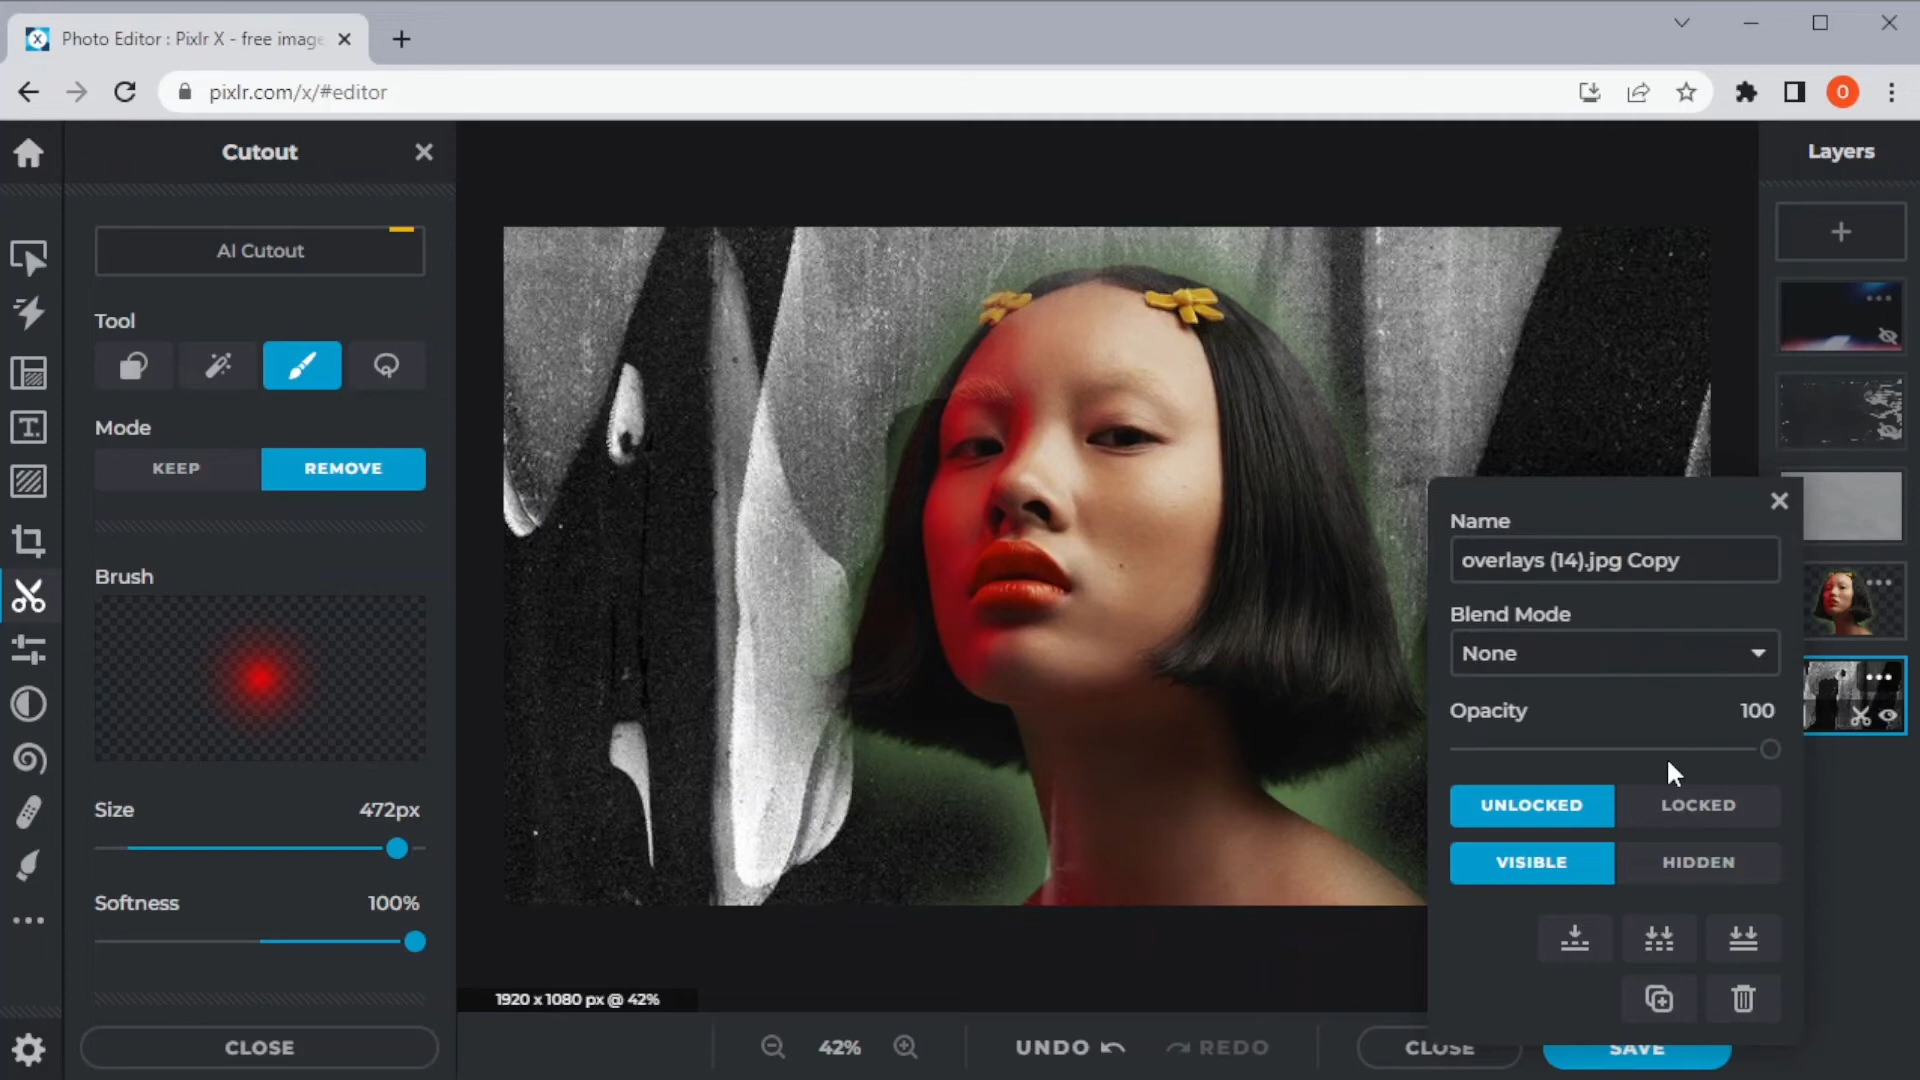 Photo Editor : Pixlr X - free image
pixlr.com/x/#editor
O
Cutout
Layers
AI Cutout
Tool
Mode
KEEP
REMOVE
Brush
Size
472px
Softness
100%
CLOSE
Name
overlays (14).jpg Copy
Blend Mode
None
Opacity
100
UNLOCKED
LOCKED
VISIBLE
HIDDEN
1920 x 1080 px @ 42%
42%
UNDO
REDO
CLOSE
SAVE